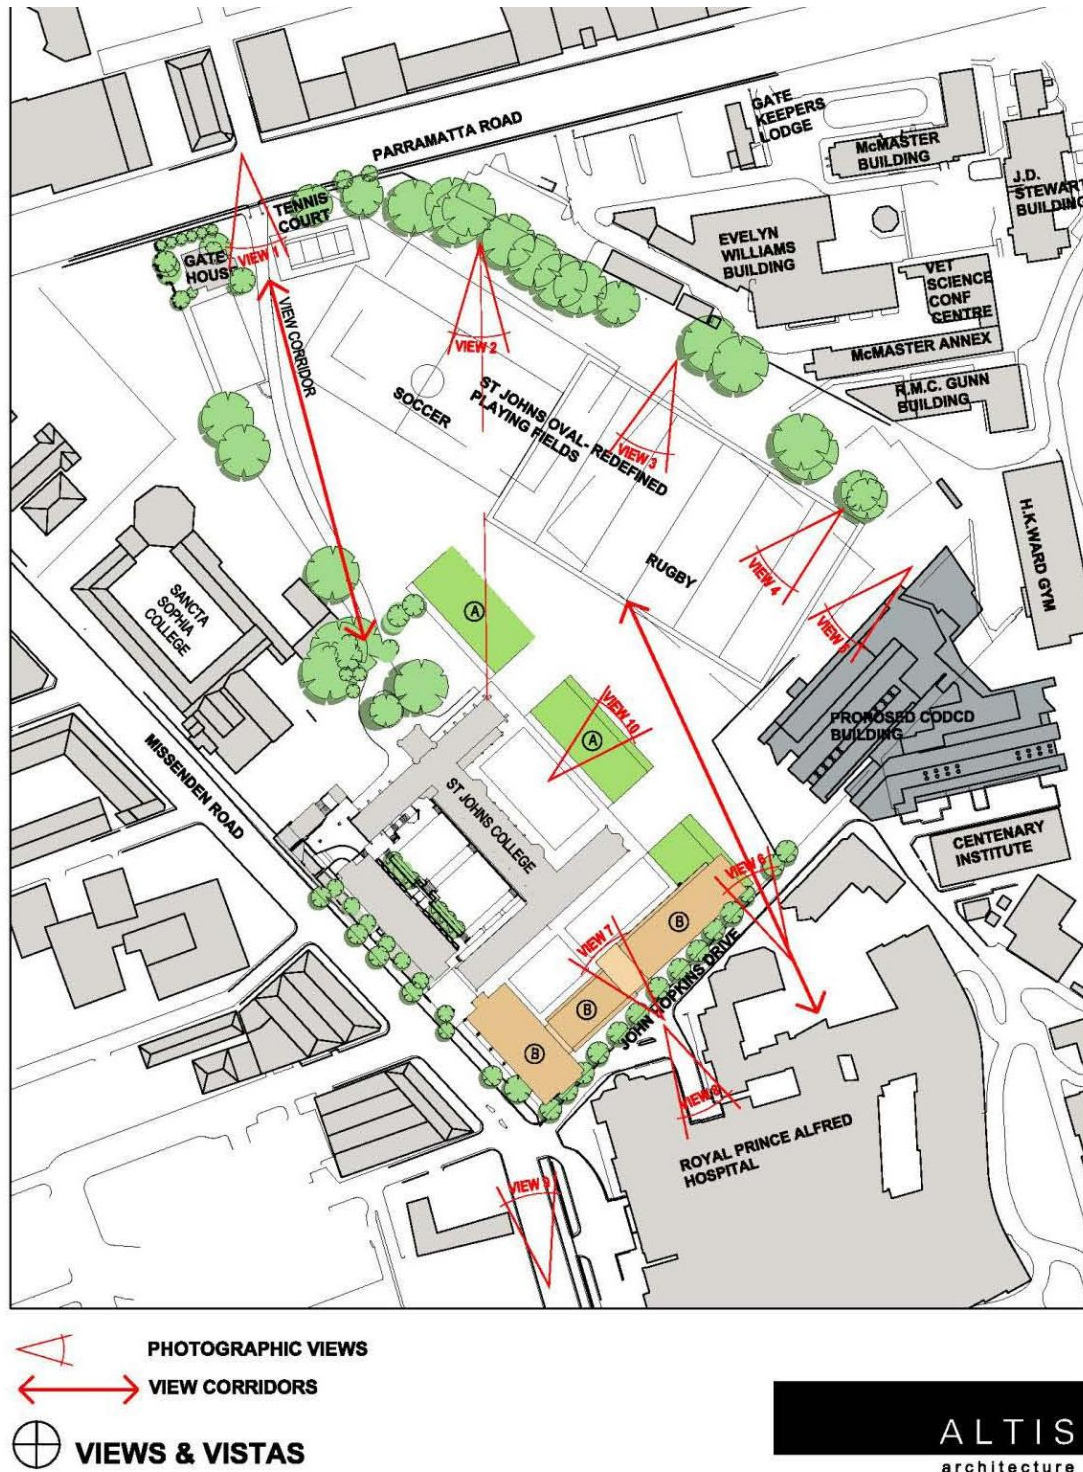 PARRAMATTA ROAD
GATE
KEEPERS
LODGE
McMASTER
BUILDING
J.D.
STEWART
BUILDING
TENNIS
COURT
GATE
HOUSE
VIEW 1
EVELYN
WILLIAMS
BUILDING
VET
SCIENCE
CONF
CENTRE
VIEW CORRIDOR
VIEW 2
McMASTER ANNEX
R.M.C. GUNN
BUILDING
SOCCER
ST JOHNS OVAL- REDEFINED
PLAYING FIELDS
VIEW 3
H.K.WARD GYM
RUGBY
VIEW 4
VIEW 5
SANCTA
SOPHIA
COLLEGE
A
VIEW 10
A
PROPOSED CODCD
BUILDING
MISSENDEN ROAD
ST JOHNS COLLEGE
CENTENARY
INSTITUTE
VIEW 6
B
VIEW 7
B
JOHN HOPKINS DRIVE
B
VIEW 8
ROYAL PRINCE ALFRED
HOSPITAL
VIEW 9
PHOTOGRAPHIC VIEWS
VIEW CORRIDORS
VIEWS & VISTAS
ALTIS
architecture